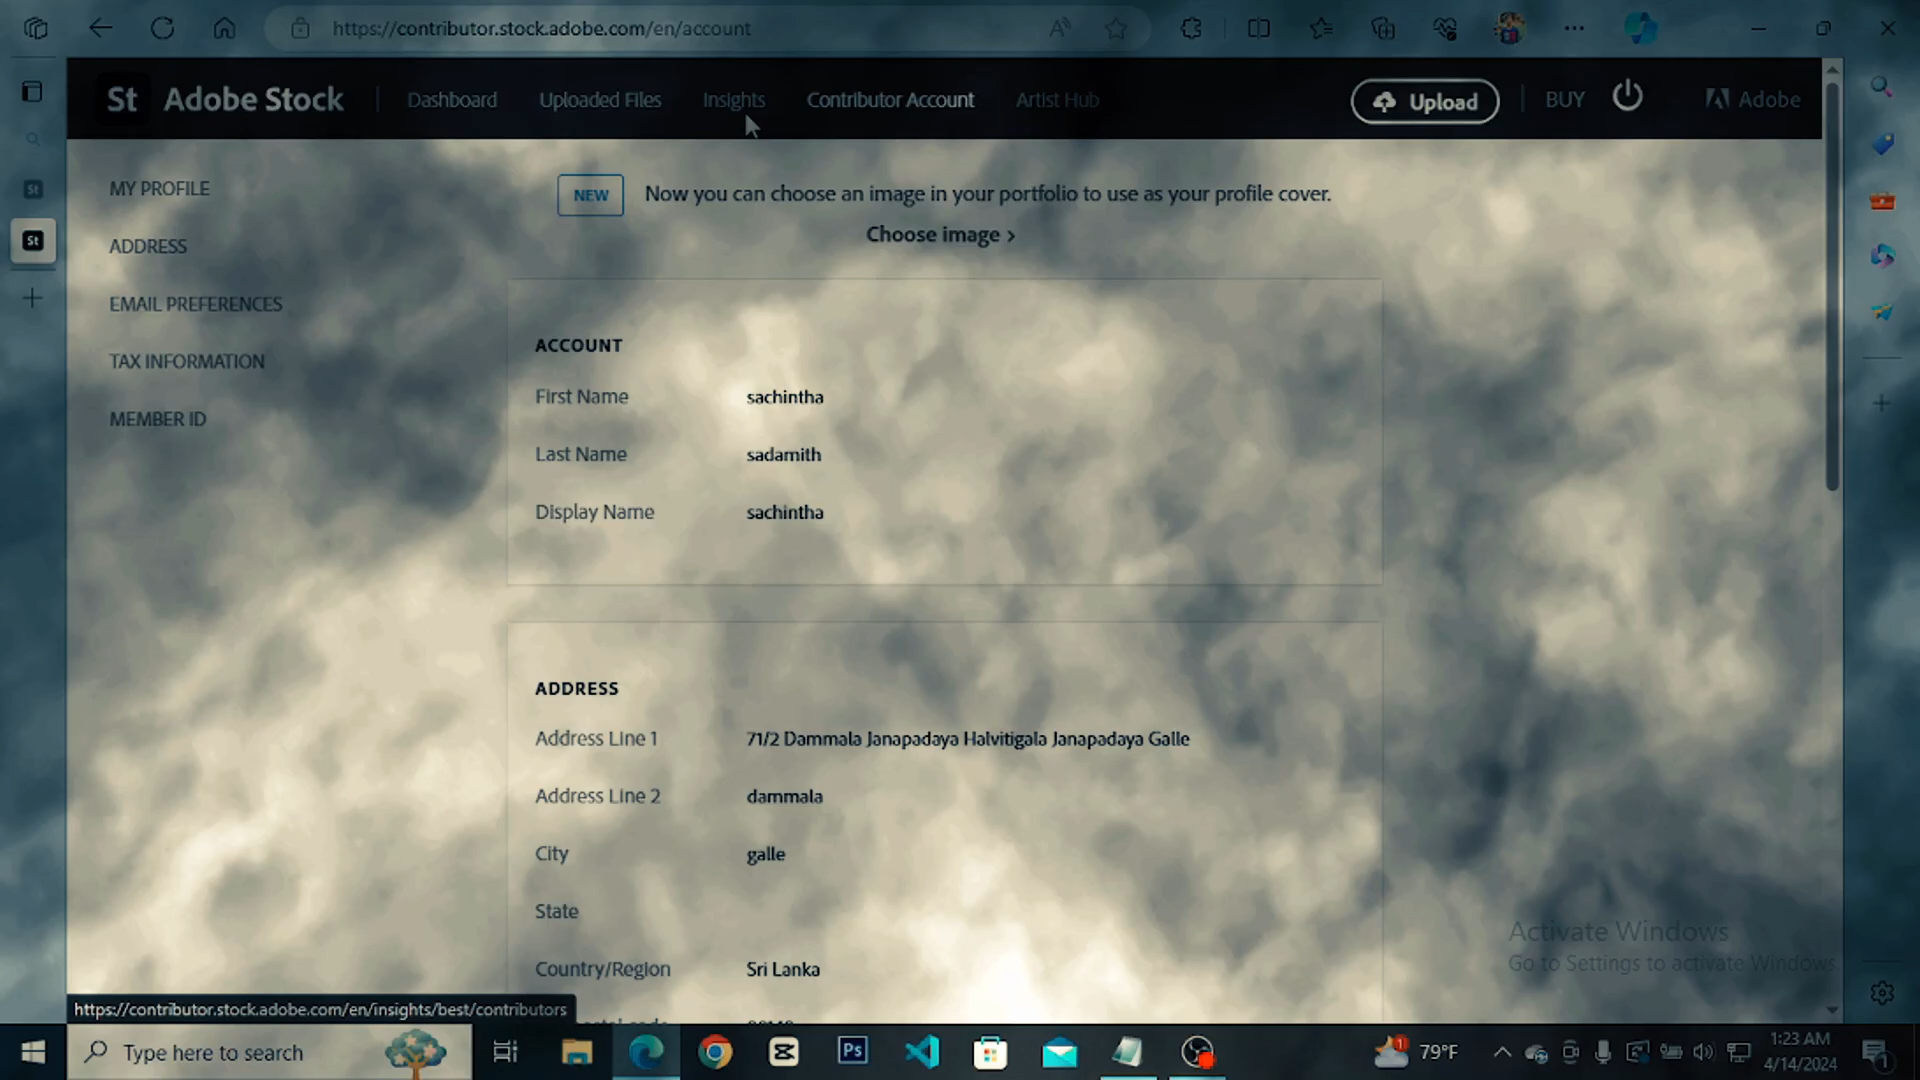 https://contributor.stock.adobe.com/en/account
St Adobe Stock Dashboard Uploaded Files Insights Contributor Account Artist Hub Upload BUY Adobe
MY PROFILE
ADDRESS
EMAIL PREFERENCES
TAX INFORMATION
MEMBER ID
NEW Now you can choose an image in your portfolio to use as your profile cover.
Choose image >
ACCOUNT
First Name sachintha
Last Name sadamith
Display Name sachintha
ADDRESS
Address Line 1 71/2 Dammala Janapadaya Halvitigala Janapadaya Galle
Address Line 2 dammala
City galle
State
Country/Region Sri Lanka
Activate Windows
Go to Settings to activate Windows.
https://contributor.stock.adobe.com/en/insights/best/contributors
Type here to search
Ps
79°F
1:23 AM
4/14/2024